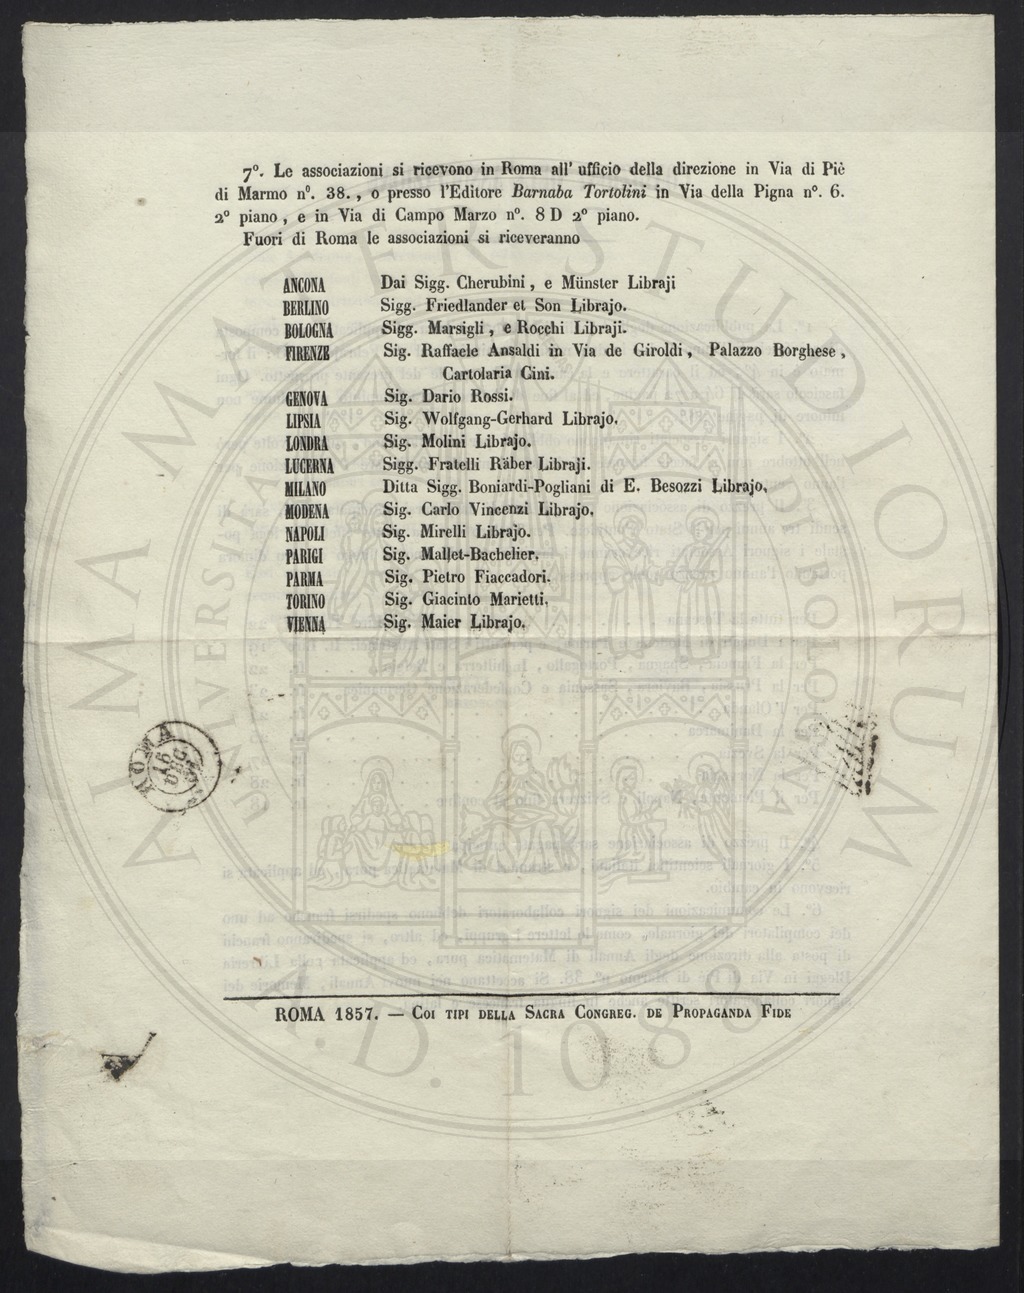 7°. Le associazioni si ricevono in Roma all' ufficio della direzione in Via di Piè
di Marmo n°. 38. , o presso l'Editore Barnaba Tortolini in Via della Pigna n°. 6.
2° piano , e in Via di Campo Marzo n°. 8 D 2° piano.
Fuori di Roma le associazioni si riceveranno
ANCONA Dai Sigg. Cherubini , e Münster Libraji
BERLINO Sigg. Friedlander et Son Librajo.
BOLOGNA Sigg. Marsigli , e Rocchi Libraji.
FIRENZE Sig. Raffaele Ansaldi in Via de Giroldi , Palazzo Borghese ,
Cartolaria Cini.
GENOVA Sig. Dario Rossi.
LIPSIA Sig. Wolfgang-Gerhard Librajo.
LONDRA Sig. Molini Librajo.
LUCERNA Sigg. Fratelli Räber Libraji.
MILANO Ditta Sigg. Boniardi-Pogliani di E. Besozzi Librajo.
MODENA Sig. Carlo Vincenzi Librajo.
NAPOLI Sig. Mirelli Librajo.
PARIGI Sig. Mallet-Bachelier.
PARMA Sig. Pietro Fiaccadori.
TORINO Sig. Giacinto Marietti.
VIENNA Sig. Maier Librajo.
ROMA
16
ROMA 1857. — COI TIPI DELLA SACRA CONGREG. DE PROPAGANDA FIDE
ALMA MATER STUDIORUM
UNIVERSITA
A.D. 1088